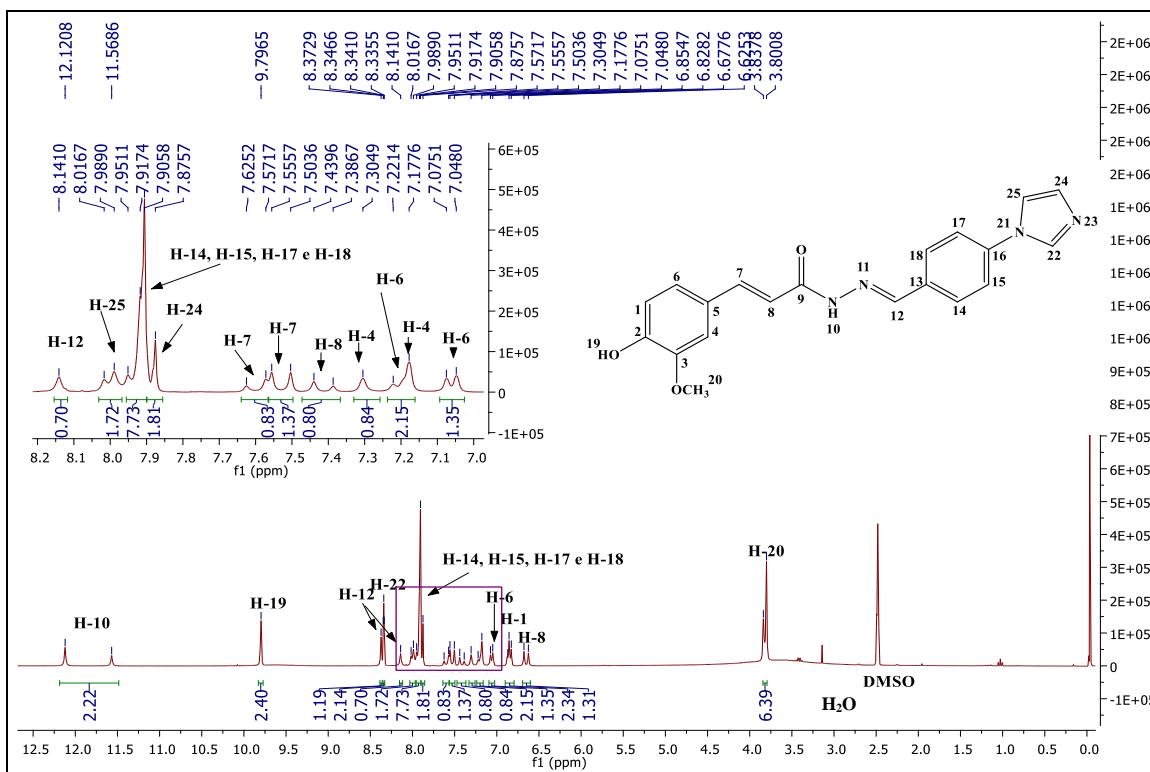 12.1208
11.5686
9.7965
8.3729
8.3466
8.3410
8.3355
8.1410
8.0167
7.9890
7.9511
7.9174
7.9058
7.8757
7.5717
7.5557
7.5036
7.3049
7.1776
7.0751
7.0480
6.8547
6.8282
6.6776
6.6253
3.8378
3.8008
8.1410
8.0167
7.9890
7.9511
7.9174
7.9058
7.8757
7.6252
7.5717
7.5557
7.5036
7.4396
7.3867
7.3049
7.2214
7.1776
7.0751
7.0480
H-12
H-25
H-14, H-15, H-17 e H-18
H-24
H-7
H-7
H-8
H-4
H-6
H-4
H-6
0.70
1.72
7.73
1.81
0.83
1.37
0.80
0.84
2.15
1.35
8.2 8.1 8.0 7.9 7.8 7.7 7.6 7.5 7.4 7.3 7.2 7.1 7.0
f1 (ppm)
6E+05
5E+05
4E+05
3E+05
2E+05
1E+05
0
-1E+05
HO
19
1
2
3
4
5
6
7
8
9
O
OCH3
20
N
H
10
N
11
12
13
14
15
16
17
18
N
21
22
N
23
24
25
2E+06
2E+06
2E+06
2E+06
2E+06
1E+06
1E+06
1E+06
1E+06
1E+06
9E+05
8E+05
7E+05
6E+05
5E+05
4E+05
3E+05
2E+05
1E+05
0
-1E+05
H-10
H-19
H-12
H-22
H-14, H-15, H-17 e H-18
H-6
H-1
H-8
H-20
DMSO
H2O
2.22
2.40
1.19
2.14
0.70
1.72
7.73
1.81
0.83
1.37
0.80
0.84
2.15
1.35
2.34
1.31
6.39
12.5 12.0 11.5 11.0 10.5 10.0 9.5 9.0 8.5 8.0 7.5 7.0 6.5 6.0 5.5 5.0 4.5 4.0 3.5 3.0 2.5 2.0 1.5 1.0 0.5 0.0
f1 (ppm)